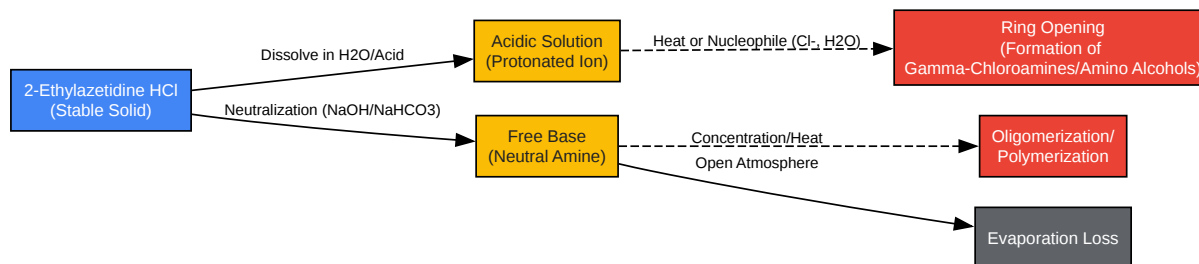 2-Ethylazetidine HCl
(Stable Solid)
Dissolve in H2O/Acid
Neutralization (NaOH/NaHCO3)
Acidic Solution
(Protonated Ion)
Free Base
(Neutral Amine)
Heat or Nucleophile (Cl-, H2O)
Concentration/Heat
Open Atmosphere
Ring Opening
(Formation of
Gamma-Chloroamines/Amino Alcohols)
Oligomerization/
Polymerization
Evaporation Loss